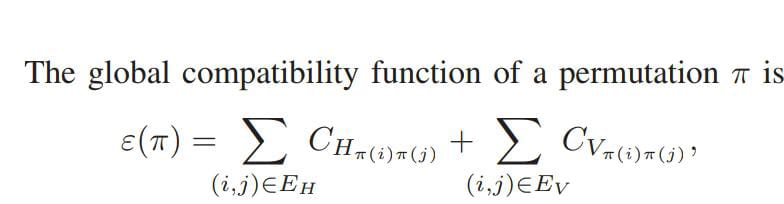 The global compatibility function of a permutation π is
ε(π) = ∑_{(i,j)∈E_H} C_{H_{π(i)π(j)}} + ∑_{(i,j)∈E_V} C_{V_{π(i)π(j)}},